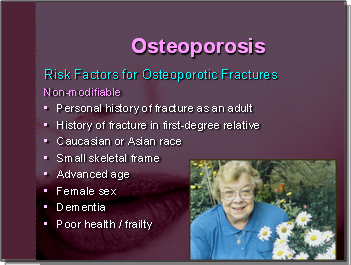 Osteoporosis
Risk Factors for Osteoporotic Fractures
Non-modifiable
• Personal history of fracture as an adult
• History of fracture in first-degree relative
• Caucasian or Asian race
• Small skeletal frame
• Advanced age
• Female sex
• Dementia
• Poor health / frailty